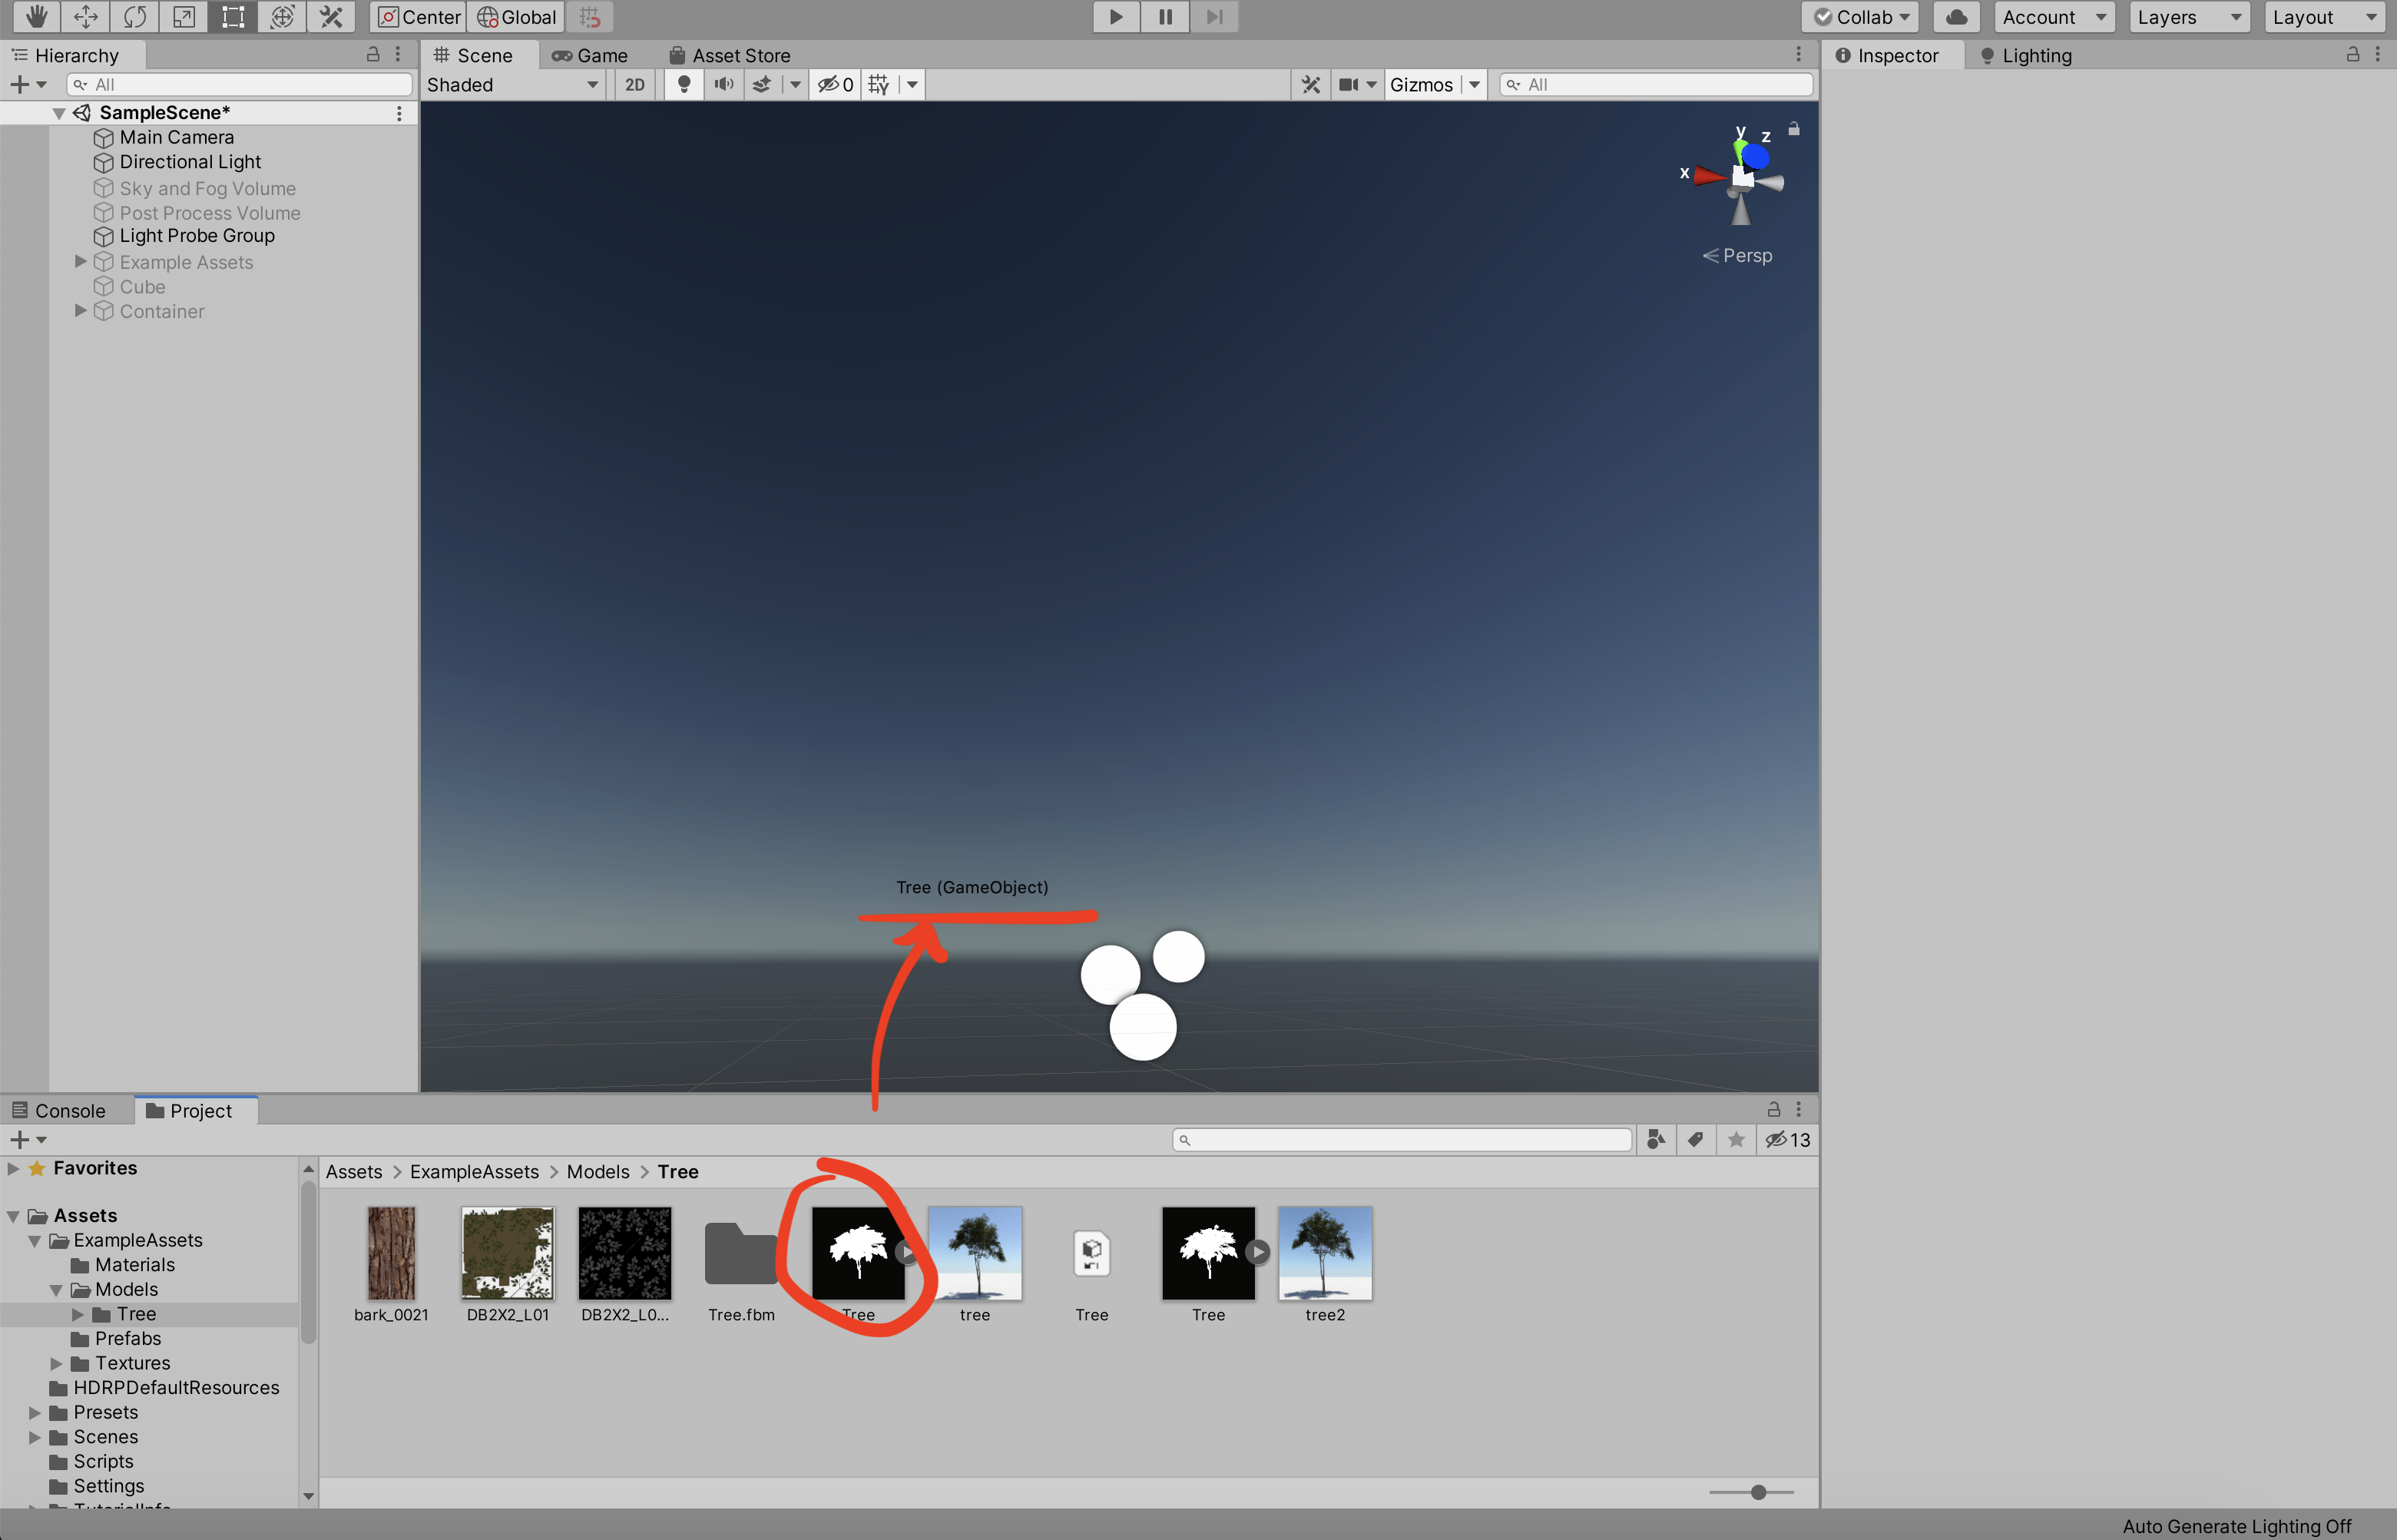 Center
Global
Collab
Account
Layers
Layout
Hierarchy
All
SampleScene*
Main Camera
Directional Light
Sky and Fog Volume
Post Process Volume
Light Probe Group
Example Assets
Cube
Container
Scene
Game
Asset Store
Shaded
2D
0
Gizmos
All
y
z
x
Persp
Tree (GameObject)
Inspector
Lighting
Console
Project
13
Favorites
Assets
ExampleAssets
Materials
Models
Tree
Prefabs
Textures
HDRPDefaultResources
Presets
Scenes
Scripts
Settings
TutorialInfo
Assets > ExampleAssets > Models > Tree
bark_0021
DB2X2_L01
DB2X2_L0...
Tree.fbm
Tree
tree
Tree
Tree
tree2
Auto Generate Lighting Off